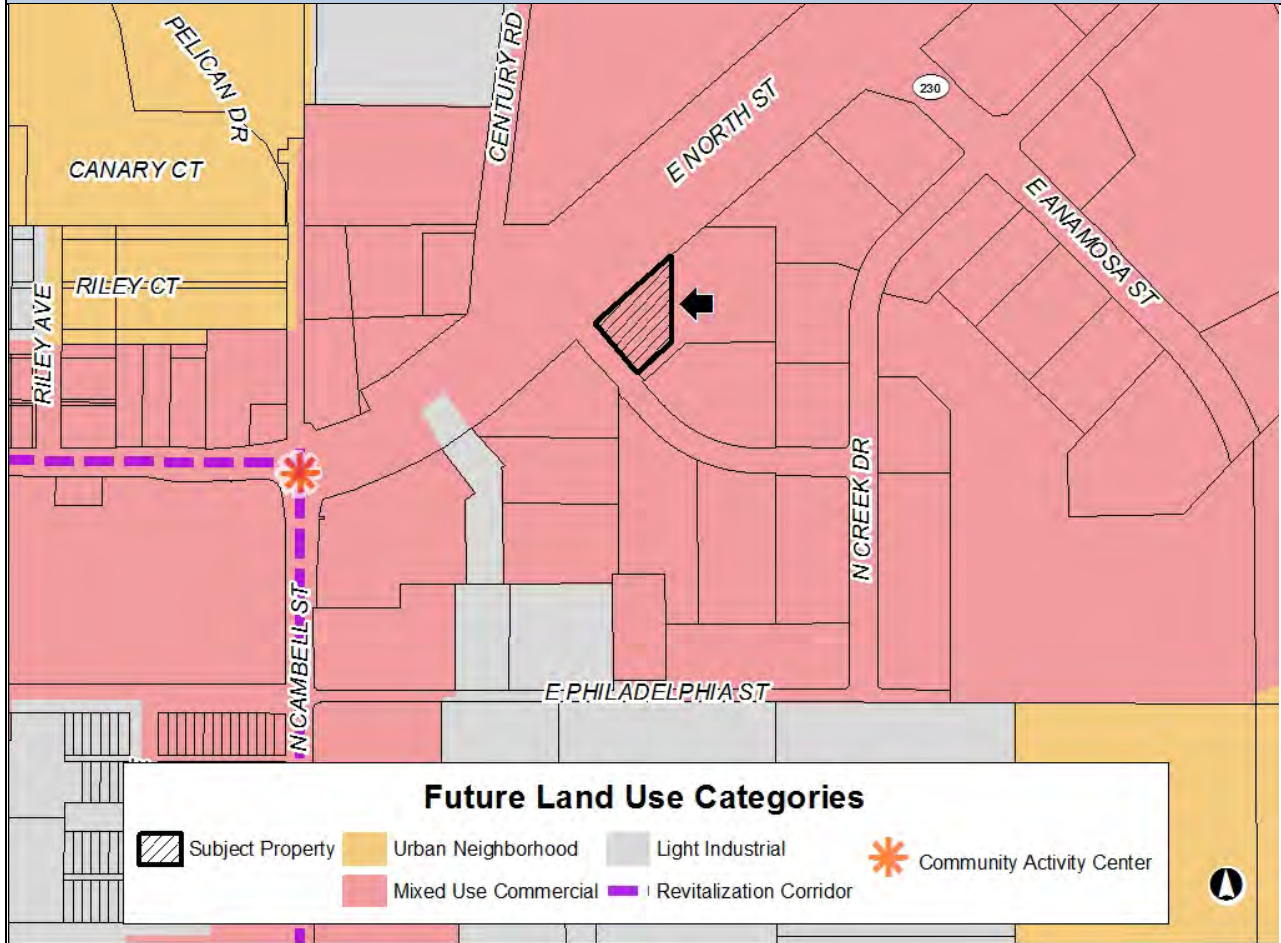 PELICAN DR
CENTURY RD
230
E NORTH ST
CANARY CT
E ANAMOSA ST
RILEY CT
RILEY AVE
N CREEK DR
N CAMBELL ST
E PHILADELPHIA ST
Future Land Use Categories
Subject Property
Urban Neighborhood
Light Industrial
Community Activity Center
Mixed Use Commercial
Revitalization Corridor